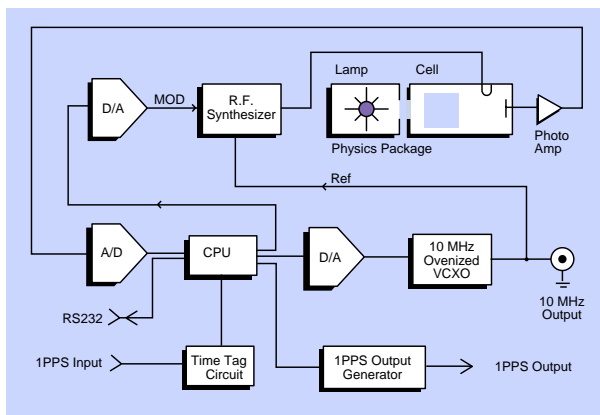 Lamp
Cell
D/A
MOD
R.F.
Synthesizer
Physics Package
Photo
Amp
Ref
A/D
CPU
D/A
10 MHz
Ovenized
VCXO
10 MHz
Output
RS232
1PPS Input
Time Tag
Circuit
1PPS Output
Generator
1PPS Output